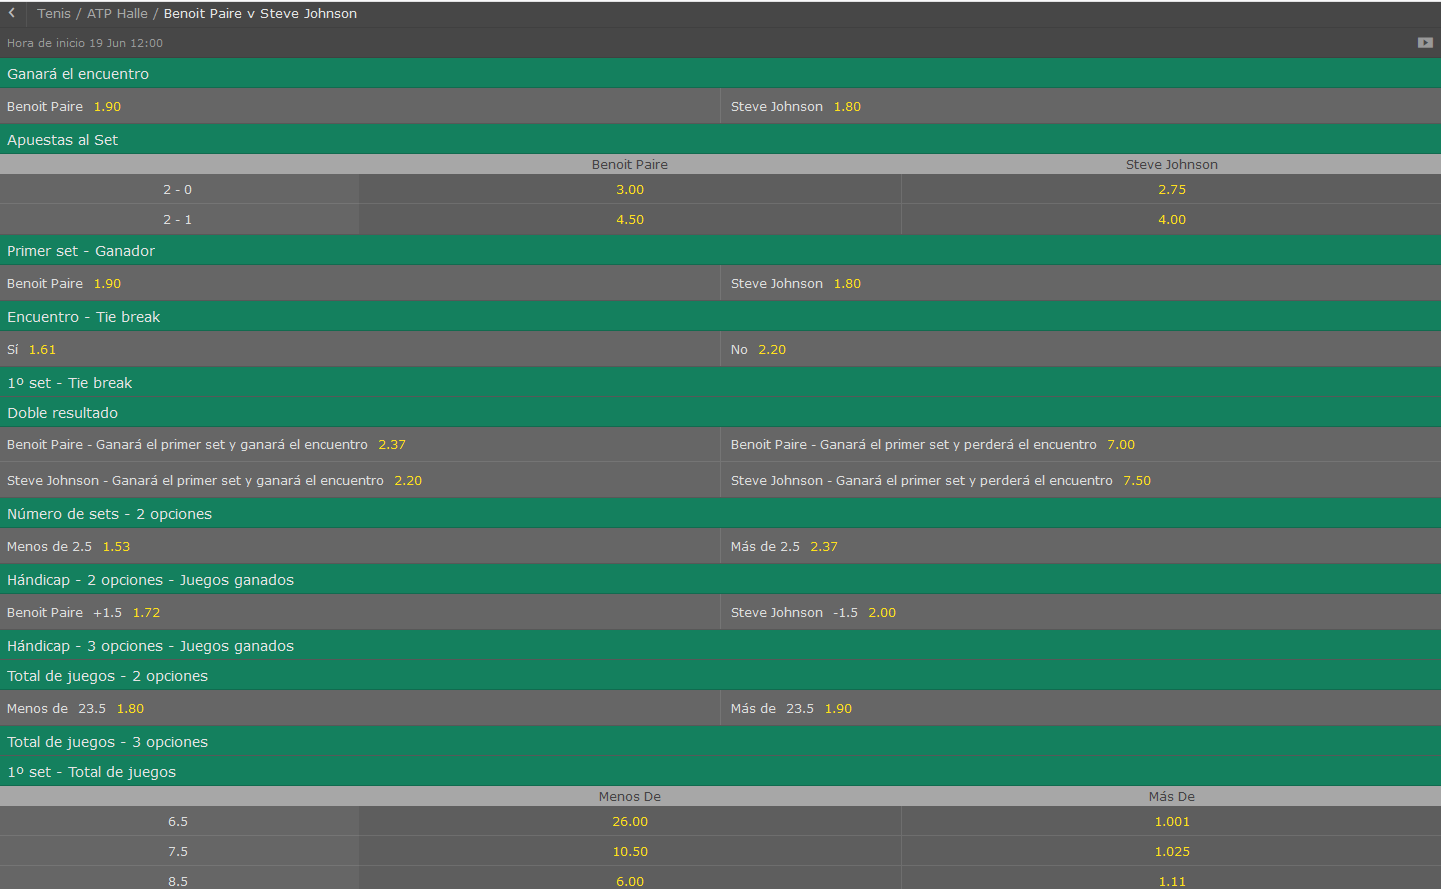 Tenis / ATP Halle / Benoit Paire v Steve Johnson
Hora de inicio 19 Jun 12:00
Ganará el encuentro
Benoit Paire 1.90 Steve Johnson 1.80
Apuestas al Set
Benoit Paire Steve Johnson
2 - 0 3.00 2.75
2 - 1 4.50 4.00
Primer set - Ganador
Benoit Paire 1.90 Steve Johnson 1.80
Encuentro - Tie break
Sí 1.61 No 2.20
1º set - Tie break
Doble resultado
Benoit Paire - Ganará el primer set y ganará el encuentro 2.37 Benoit Paire - Ganará el primer set y perderá el encuentro 7.00
Steve Johnson - Ganará el primer set y ganará el encuentro 2.20 Steve Johnson - Ganará el primer set y perderá el encuentro 7.50
Número de sets - 2 opciones
Menos de 2.5 1.53 Más de 2.5 2.37
Hándicap - 2 opciones - Juegos ganados
Benoit Paire +1.5 1.72 Steve Johnson -1.5 2.00
Hándicap - 3 opciones - Juegos ganados
Total de juegos - 2 opciones
Menos de 23.5 1.80 Más de 23.5 1.90
Total de juegos - 3 opciones
1º set - Total de juegos
Menos De Más De
6.5 26.00 1.001
7.5 10.50 1.025
8.5 6.00 1.11